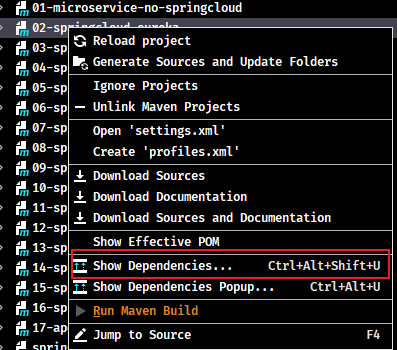 01-microservice-no-springcloud
02-springcloud-eureka
03-sp
Reload project
04-sp
Generate Sources and Update Folders
05-sp
Ignore Projects
06-sp
Unlink Maven Projects
07-sp
Open 'settings.xml'
08-sp
Create 'profiles.xml'
09-sp
Download Sources
10-sp
Download Documentation
11-sp
Download Sources and Documentation
12-sp
Show Effective POM
13-sp
14-sp
Show Dependencies... Ctrl+Alt+Shift+U
15-sp
Show Dependencies Popup... Ctrl+Alt+U
16-sp
Run Maven Build
17-ap
Jump to Source F4
sprin